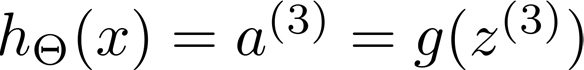 h_Θ(x) = a^{(3)} = g(z^{(3)})